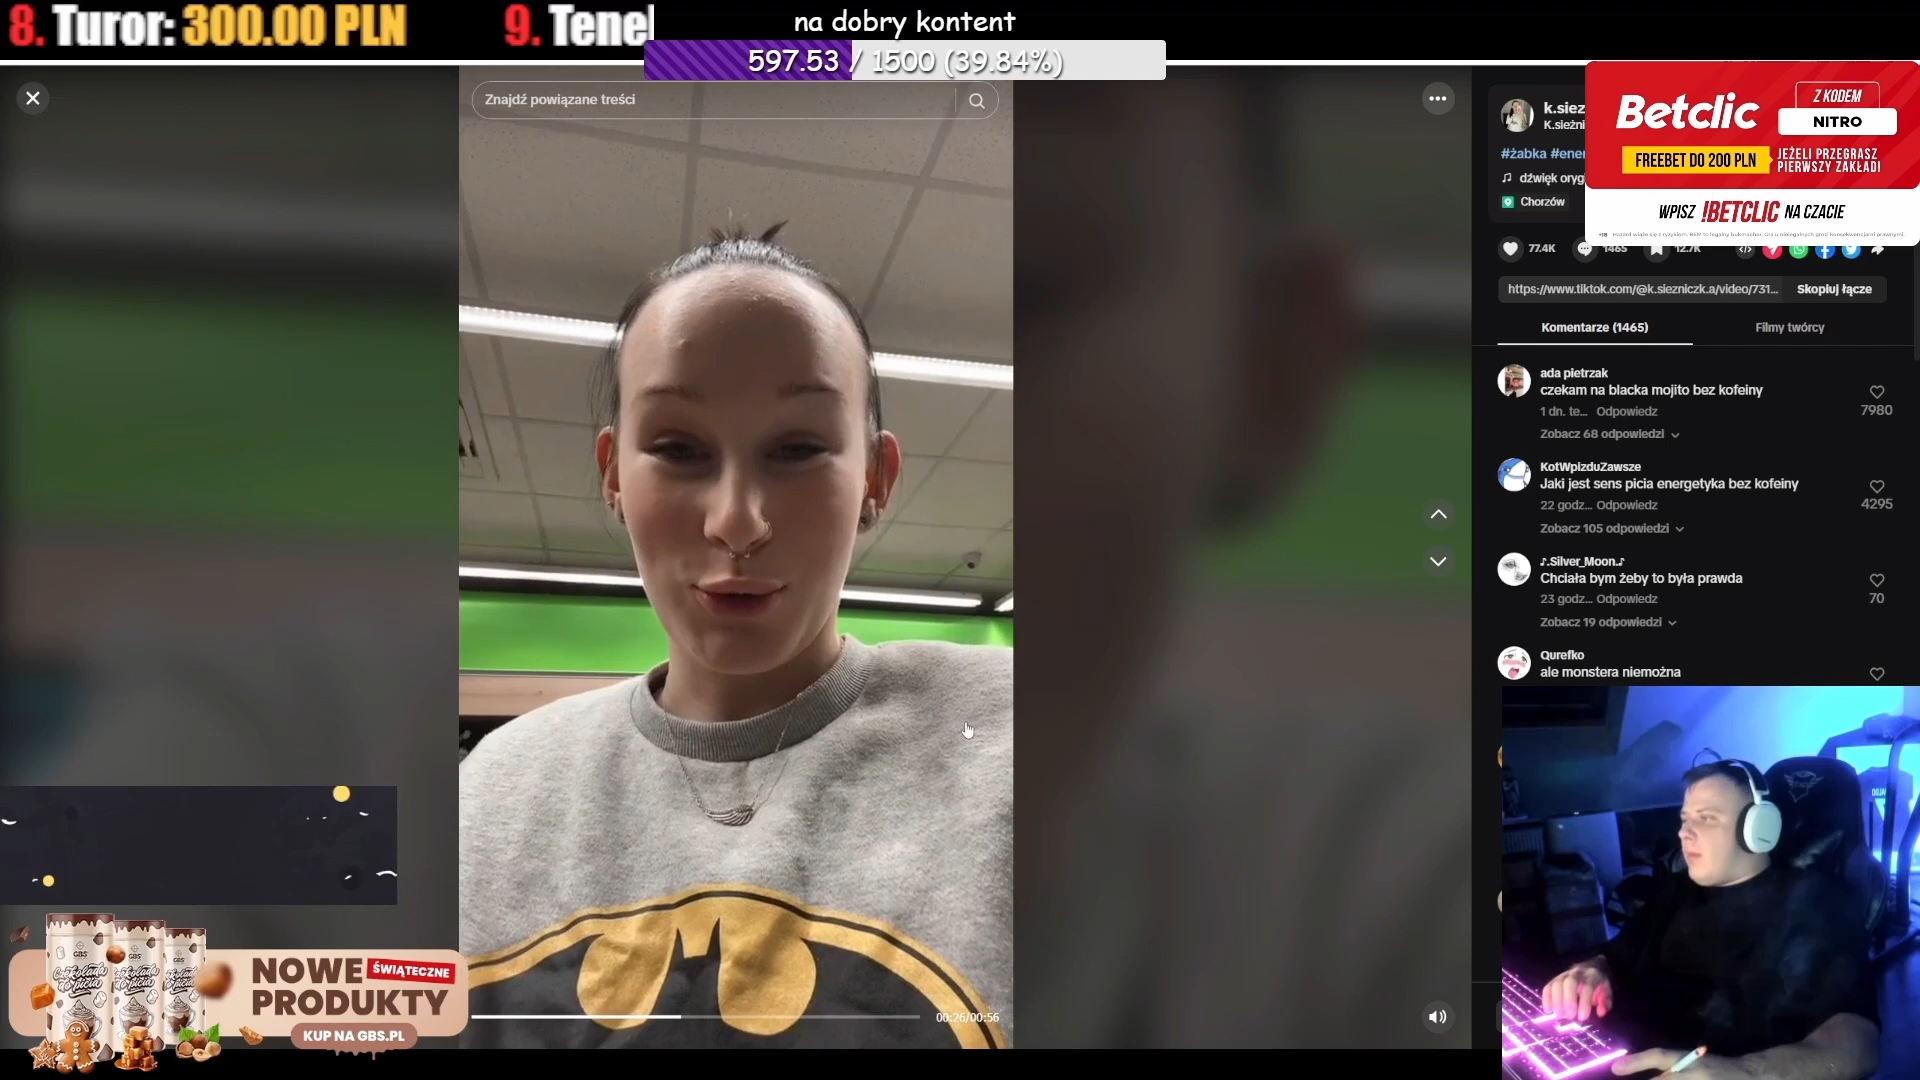 8. Turor: 300.00 PLN
9. Tene
na dobry kontent
597.53 / 1500 (39.84%)
Znajdź powiązane treści
k.siez
K.sieżni
#żabka #ener
dźwięk oryg
Chorzów
Betclic
Z KODEM
NITRO
FREEBET DO 200 PLN
JEŻELI PRZEGRASZ
PIERWSZY ZAKŁAD!
WPISZ !BETCLIC NA CZACIE
77.4K
1465
12.7K
https://www.tiktok.com/@k.siezniczk.a/video/731...
Skopiuj łącze
Komentarze (1465)
Filmy twórcy
ada pietrzak
czekam na blacka mojito bez kofeiny
1 dn. te... Odpowiedz
7980
Zobacz 68 odpowiedzi
KotWpizduZawsze
Jaki jest sens picia energetyka bez kofeiny
22 godz... Odpowiedz
4295
Zobacz 105 odpowiedzi
♪.Silver_Moon.♪
Chciała bym żeby to była prawda
23 godz... Odpowiedz
70
Zobacz 19 odpowiedzi
Qurefko
ale monstera niemożna
GBS
Czekolada
do picia
NOWE ŚWIĄTECZNE
PRODUKTY
KUP NA GBS.PL
00:26/00:56